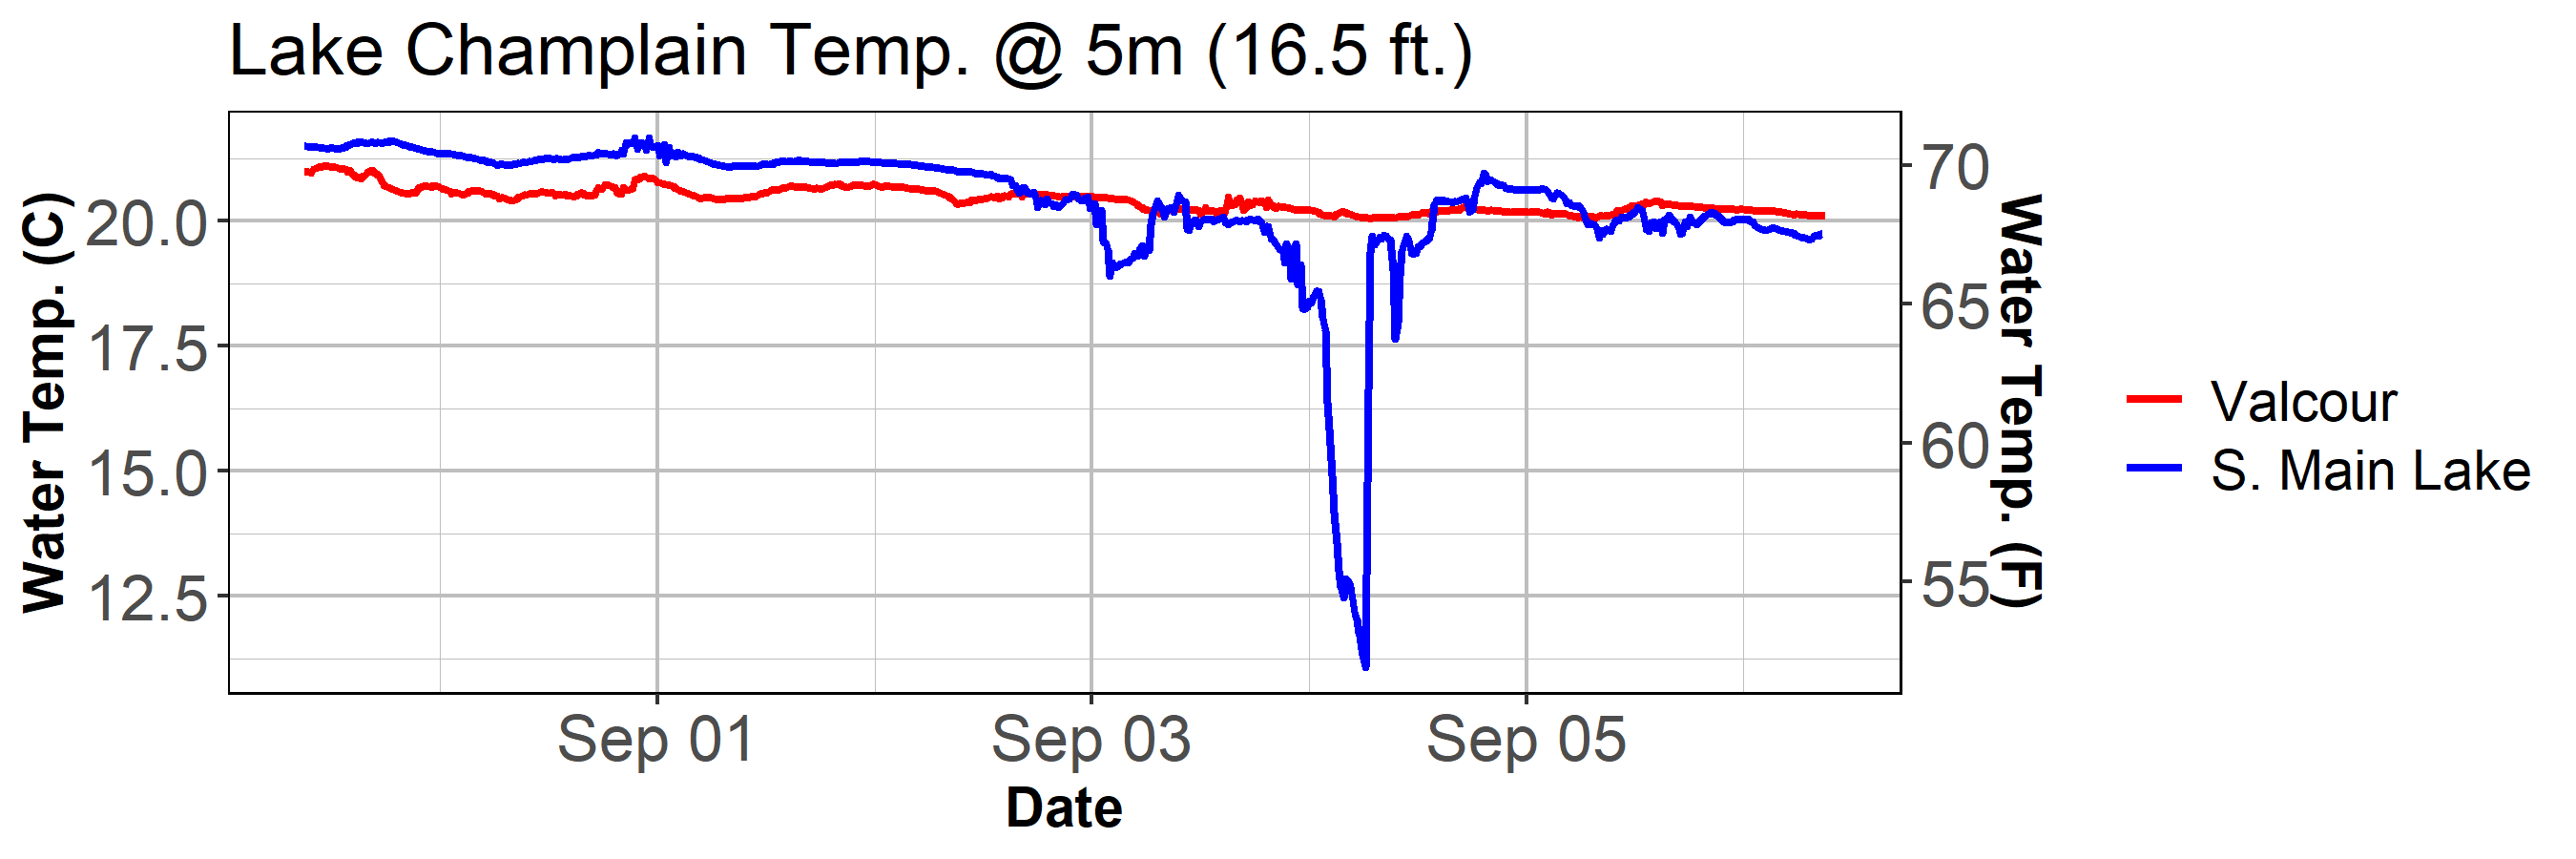 Lake Champlain Temp. @ 5m (16.5 ft.)
Water Temp. (C)
20.0
17.5
15.0
12.5
70
65
60
55
Water Temp. (F)
Sep 01
Sep 03
Sep 05
Date
Valcour
S. Main Lake